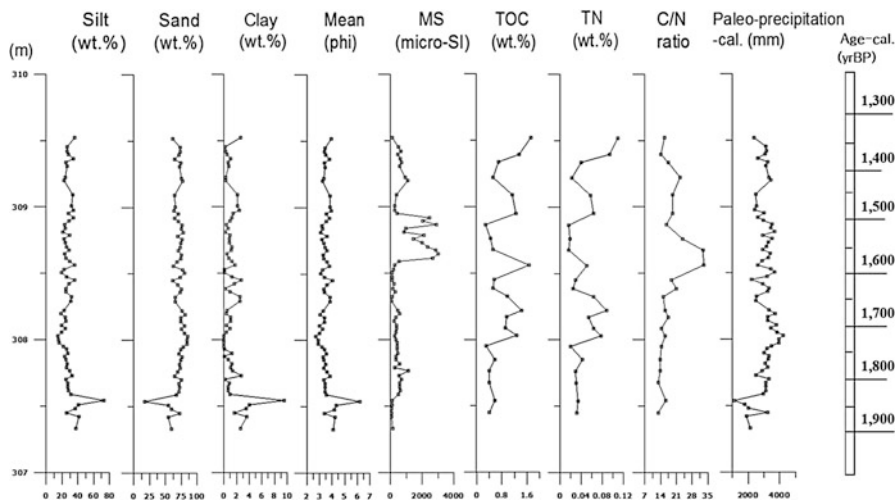 Silt Sand Clay Mean MS TOC TN C/N Paleo-precipitation
(m) (wt.%) (wt.%) (wt.%) (phi) (micro-SI) (wt.%) (wt.%) ratio -cal. (mm) Age-cal.
(yrBP)
310
1,300
1,400
309
1,500
1,600
1,700
308
1,800
1,900
307
0 20 40 60 80 0 25 50 75 100 0 2 4 6 8 10 2 3 4 5 6 7 0 2000 4000 0 0.8 1.6 0 0.04 0.08 0.12 7 14 21 28 35 2000 4000